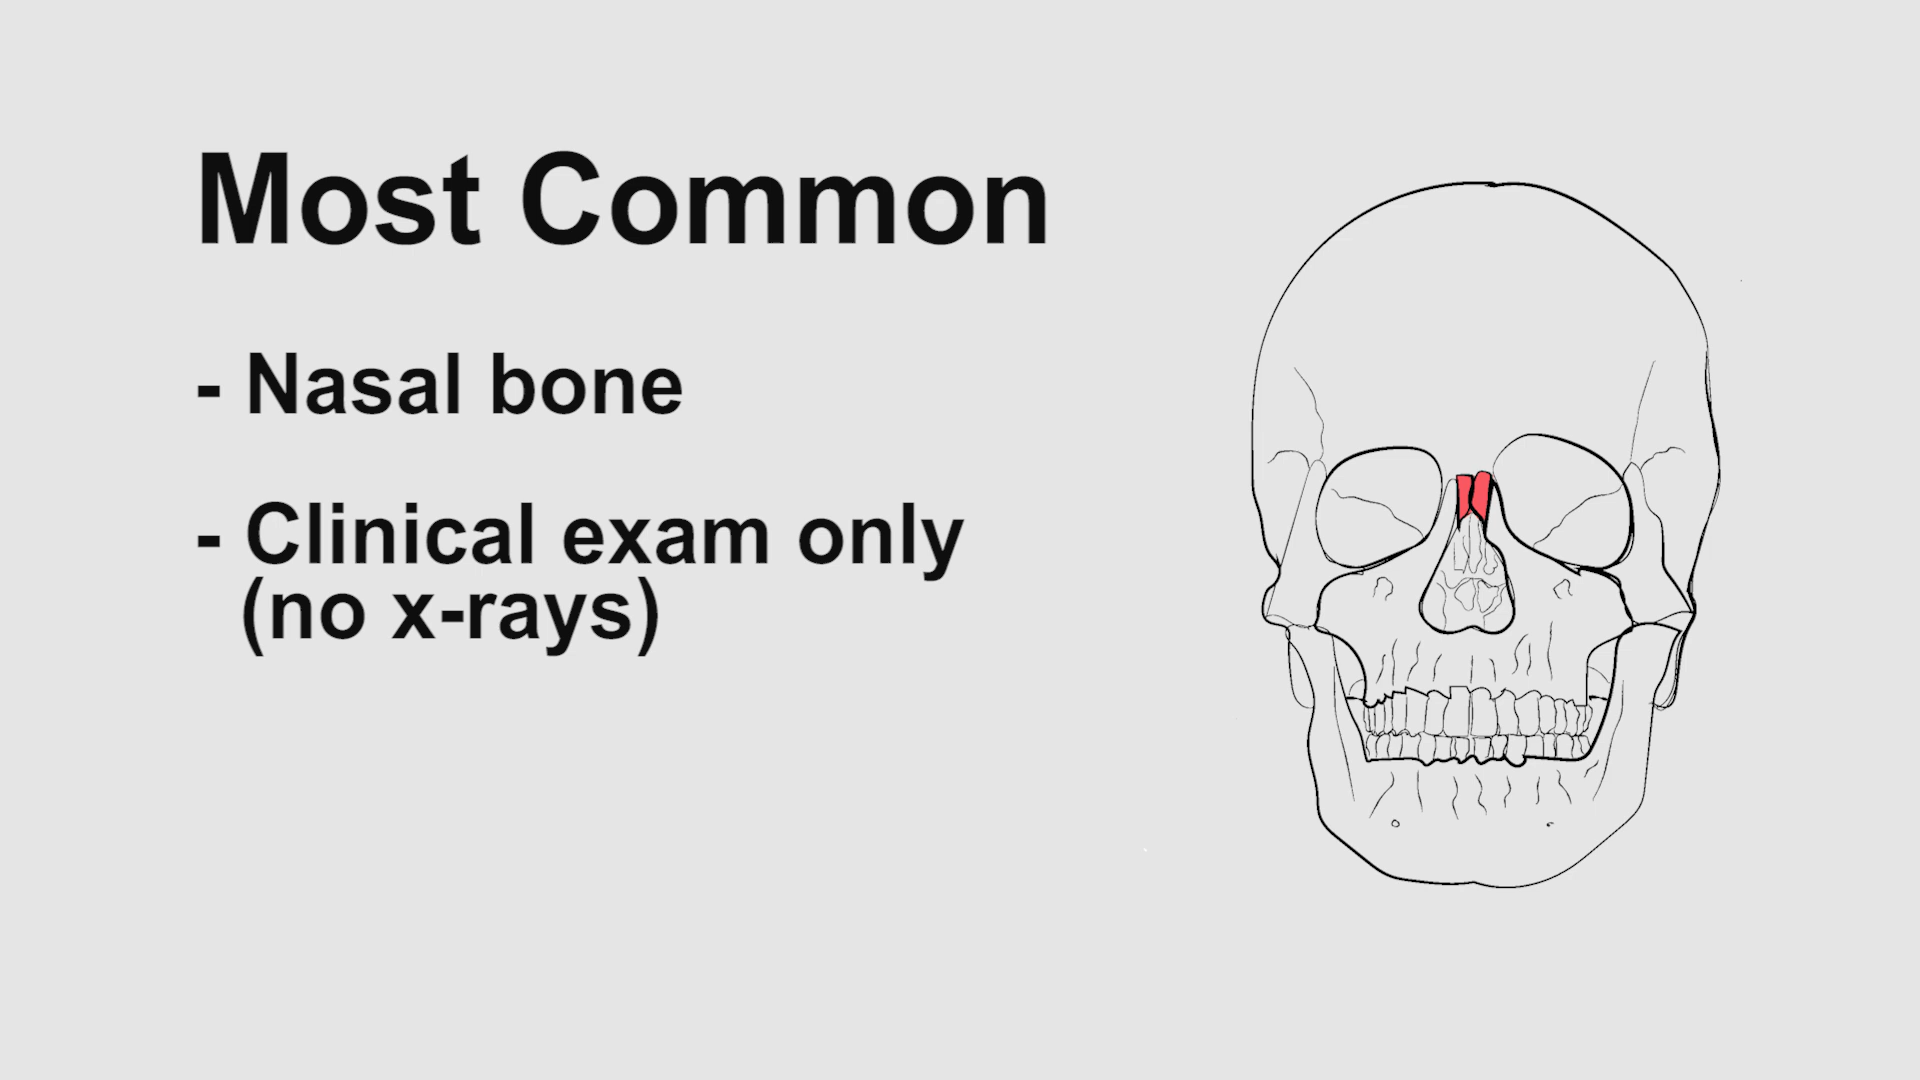 Most Common
- Nasal bone
- Clinical exam only
(no x-rays)